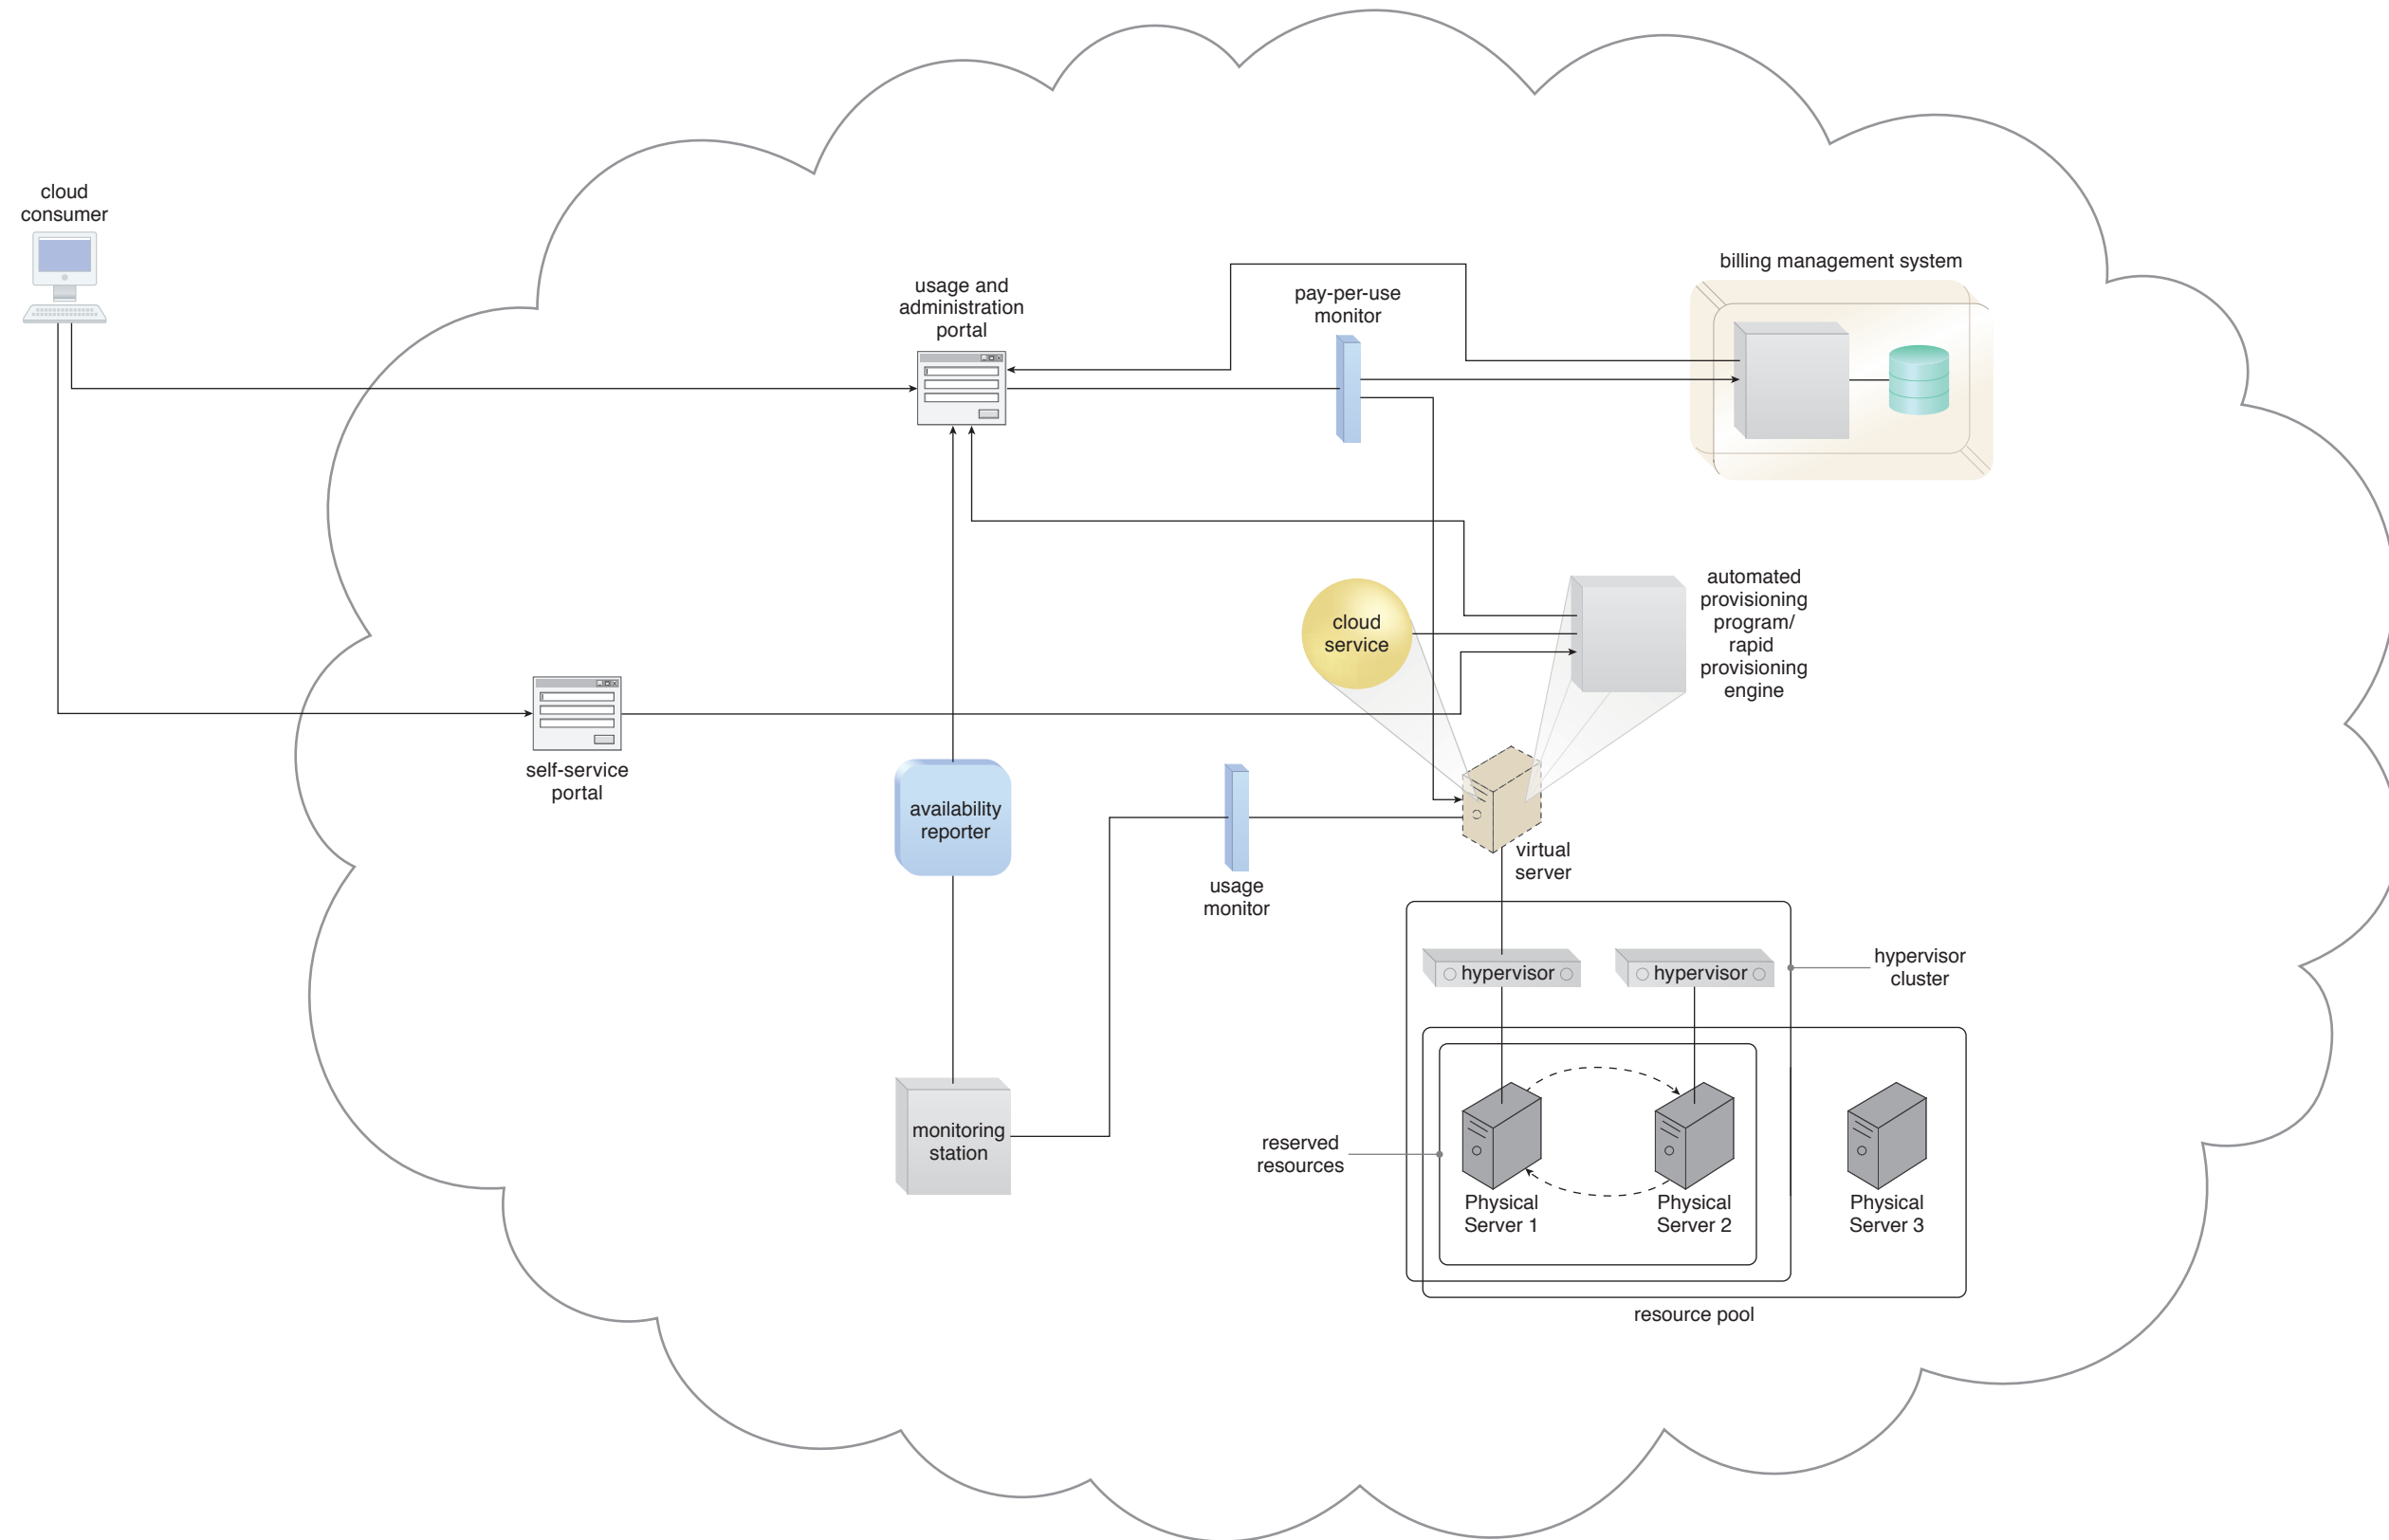 cloud
consumer
billing management system
usage and
administration
portal
pay-per-use
monitor
automated
provisioning
program/
rapid
provisioning
engine
cloud
service
self-service
portal
availability
reporter
virtual
server
usage
monitor
hypervisor
hypervisor
hypervisor
cluster
monitoring
station
reserved
resources
Physical
Server 1
Physical
Server 2
Physical
Server 3
resource pool